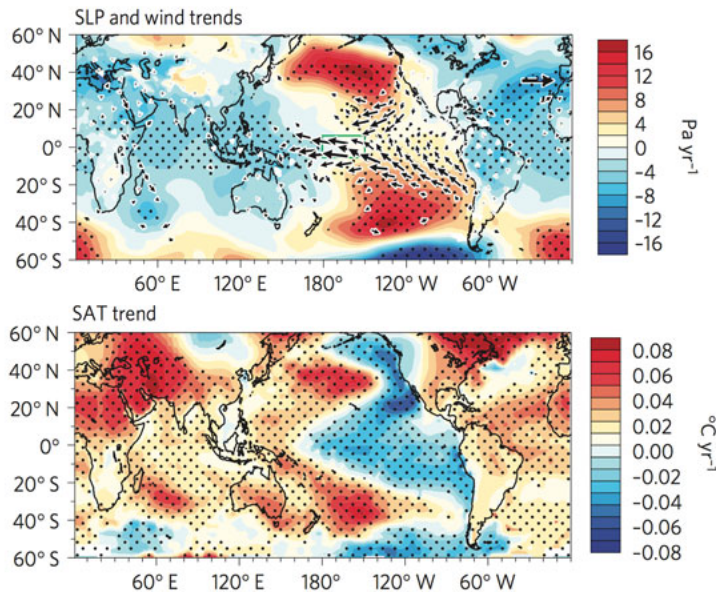 SLP and wind trends
60° N
40° N
20° N
0°
20° S
40° S
60° S
60° E 120° E 180° 120° W 60° W
16
12
8
4
0
−4
−8
−12
−16
Pa yr⁻¹
SAT trend
60° N
40° N
20° N
0°
20° S
40° S
60° S
60° E 120° E 180° 120° W 60° W
0.08
0.06
0.04
0.02
0.00
−0.02
−0.04
−0.06
−0.08
°C yr⁻¹